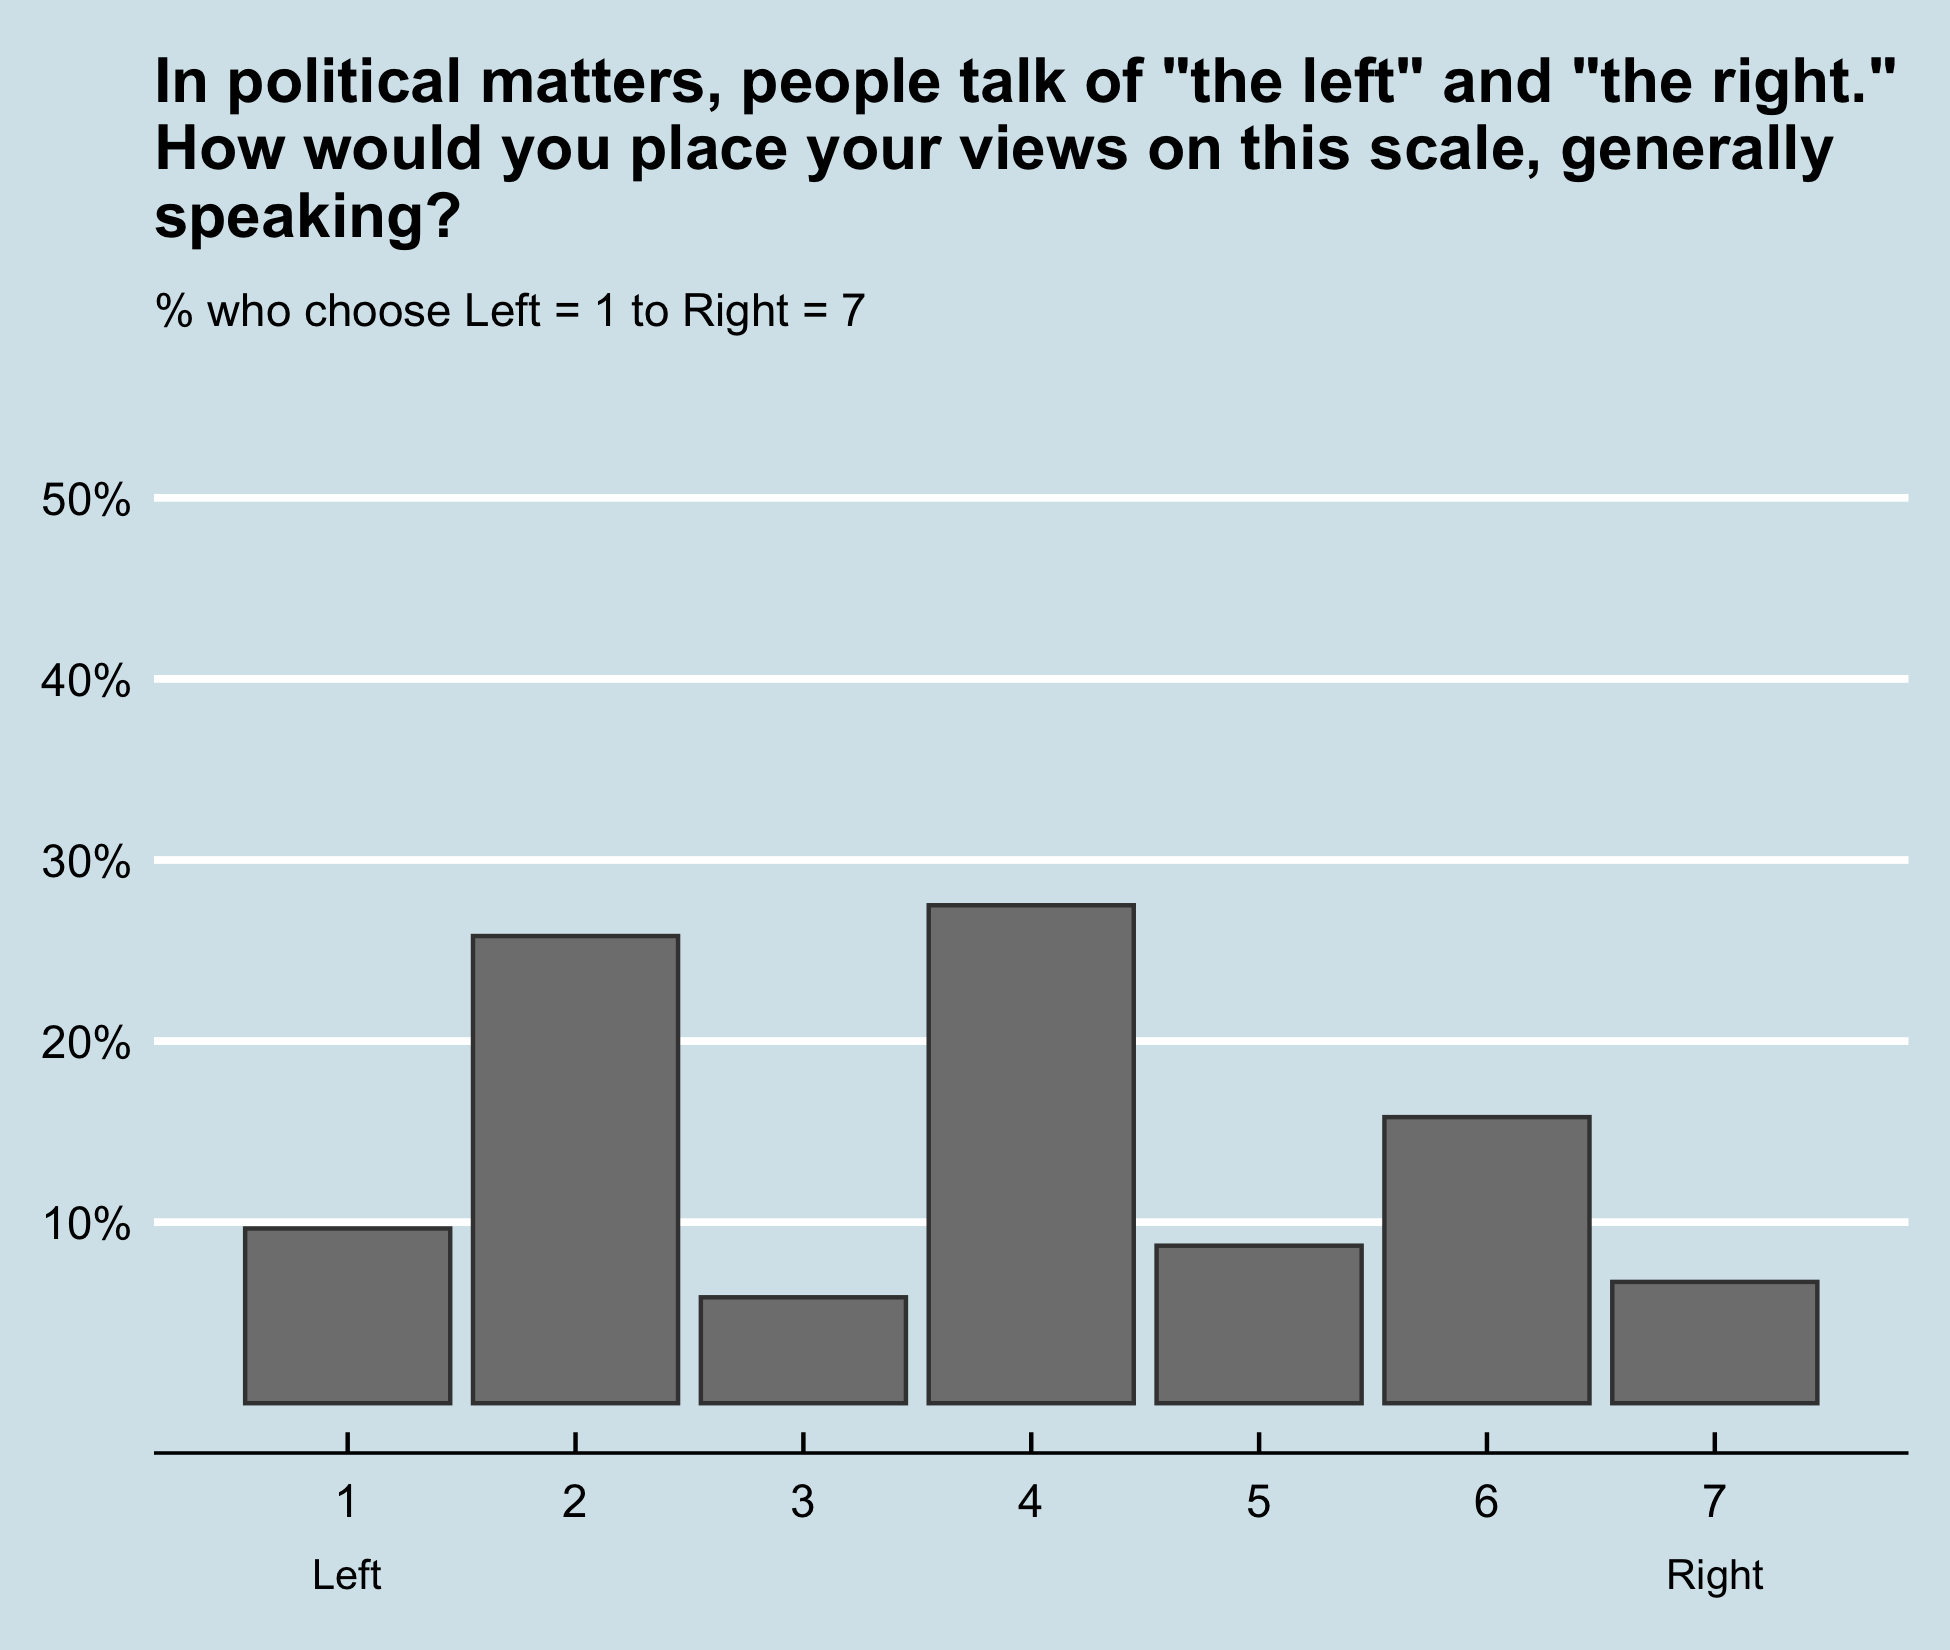 In political matters, people talk of "the left" and "the right."
How would you place your views on this scale, generally
speaking?
% who choose Left = 1 to Right = 7
50%
40%
30%
20%
10%
1 2 3 4 5 6 7
Left Right